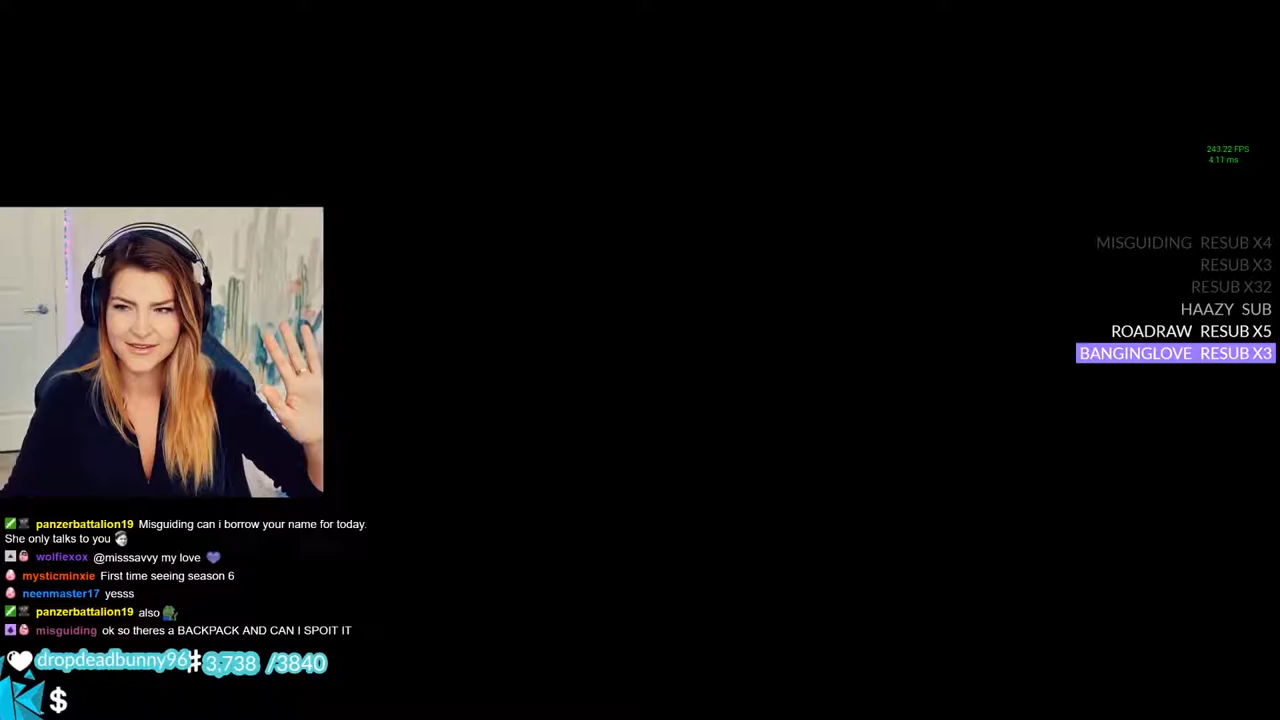 243.22 FPS
4.11 ms
MISGUIDING RESUB X4
RESUB X3
RESUB X32
HAAZY SUB
ROADRAW RESUB X5
BANGINGLOVE RESUB X3
panzerbattalion19 Misguiding can i borrow your name for today.
She only talks to you
wolfiexox @misssavvy my love
mysticminxie First time seeing season 6
neenmaster17 yesss
panzerbattalion19 also
misguiding ok so theres a BACKPACK AND CAN I SPOIT IT
dropdeadbunny96 # 3,738 /3840
$